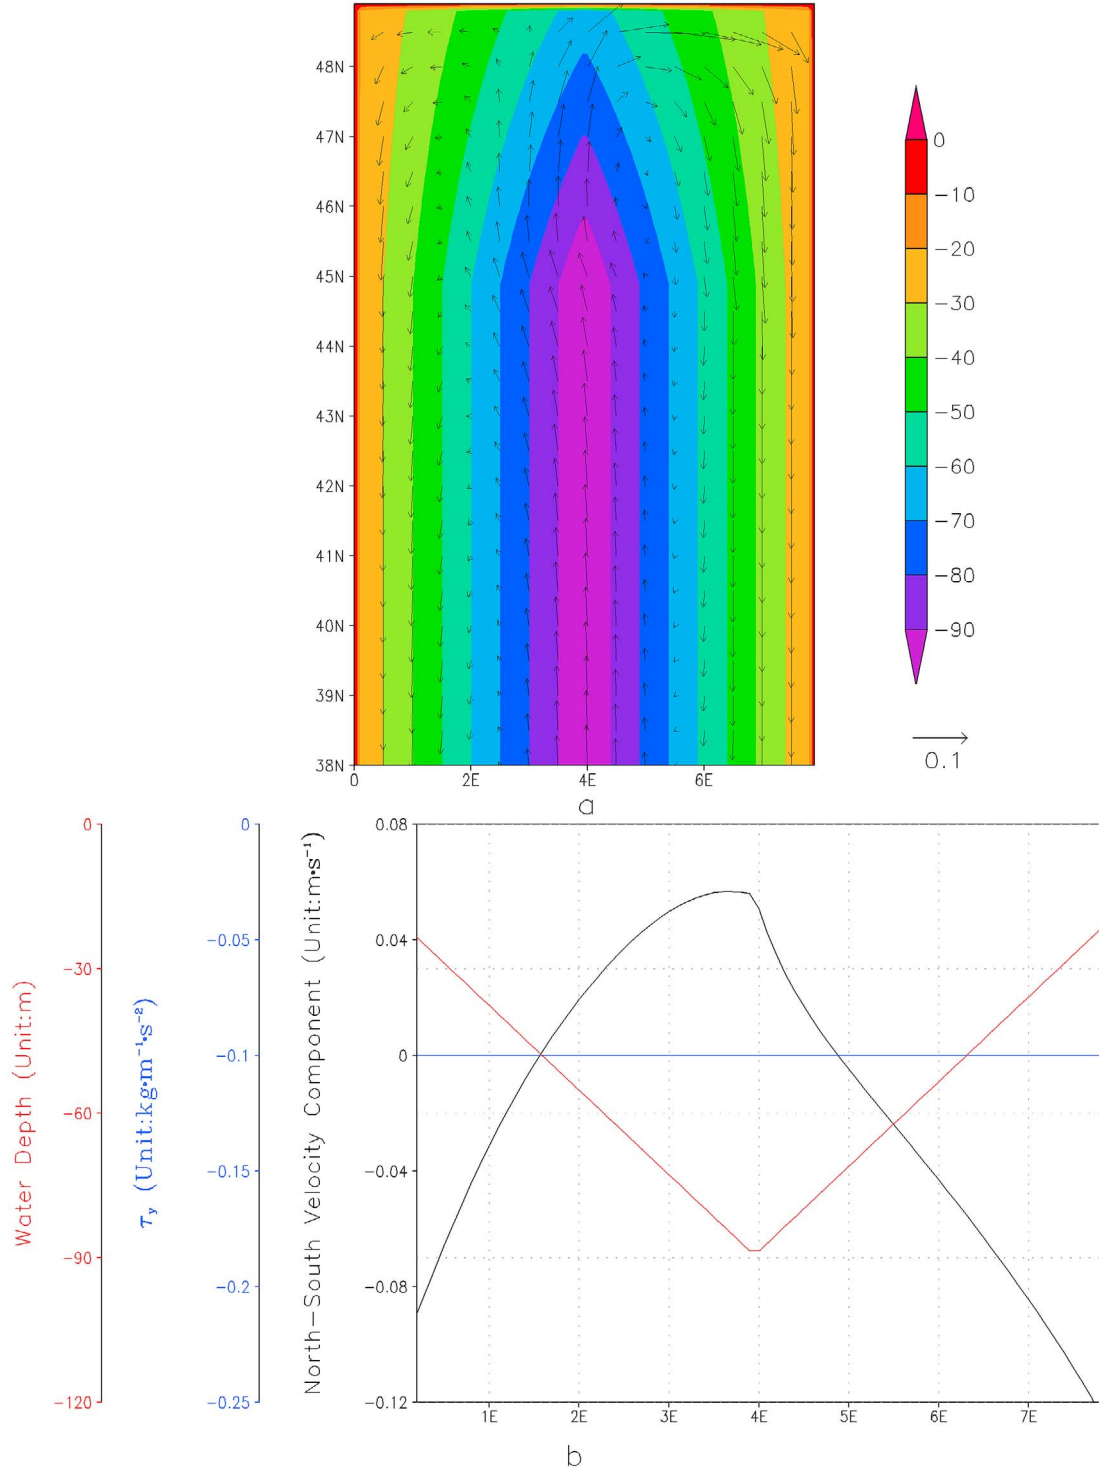 48N
47N
46N
45N
44N
43N
42N
41N
40N
39N
38N
0
2E
4E
6E
0
−10
−20
−30
−40
−50
−60
−70
−80
−90
0.1
a
Water Depth (Unit:m)
0
−30
−60
−90
−120
τy (Unit:kg•m⁻¹•s⁻²)
0
−0.05
−0.1
−0.15
−0.2
−0.25
North−South Velocity Component (Unit:m•s⁻¹)
0.08
0.04
0
−0.04
−0.08
−0.12
1E
2E
3E
4E
5E
6E
7E
b